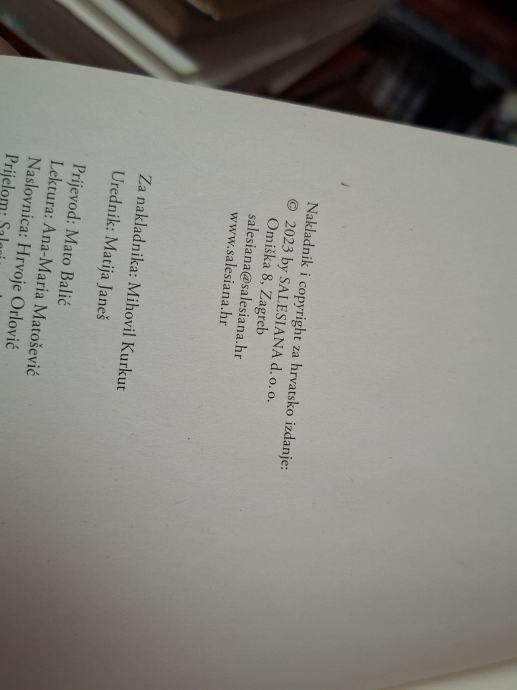 Nakladnik i copyright za hrvatsko izdanje:
© 2023 by SALESIANA d. o. o.
Omiška 8, Zagreb
salesiana@salesiana.hr
www.salesiana.hr
Za nakladnika: Mihovil Kurkut
Urednik: Matija Janeš
Prijevod: Mato Balić
Lektura: Ana-Maria Matošević
Naslovnica: Hrvoje Orlović
Prijelom: